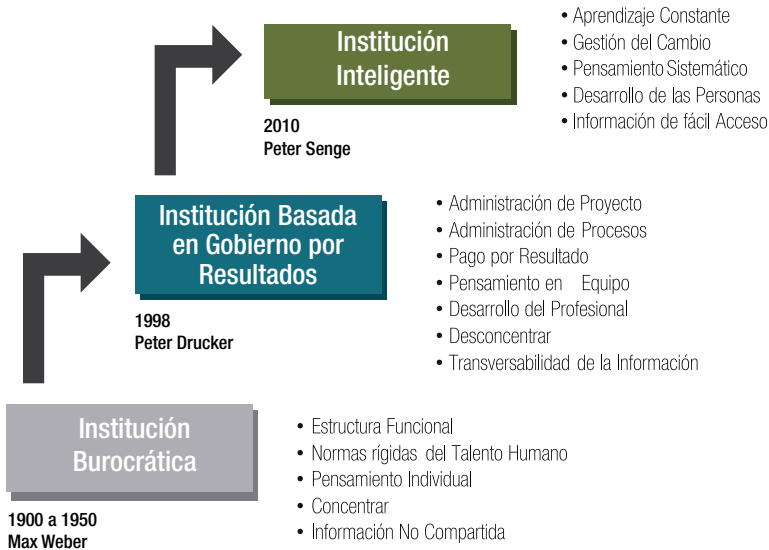 Institución
Inteligente
2010
Peter Senge
• Aprendizaje Constante
• Gestión del Cambio
• Pensamiento Sistemático
• Desarrollo de las Personas
• Información de fácil Acceso
Institución Basada
en Gobierno por
Resultados
1998
Peter Drucker
• Administración de Proyecto
• Administración de Procesos
• Pago por Resultado
• Pensamiento en Equipo
• Desarrollo del Profesional
• Desconcentrar
• Transversabilidad de la Información
Institución
Burocrática
1900 a 1950
Max Weber
• Estructura Funcional
• Normas rígidas del Talento Humano
• Pensamiento Individual
• Concentrar
• Información No Compartida